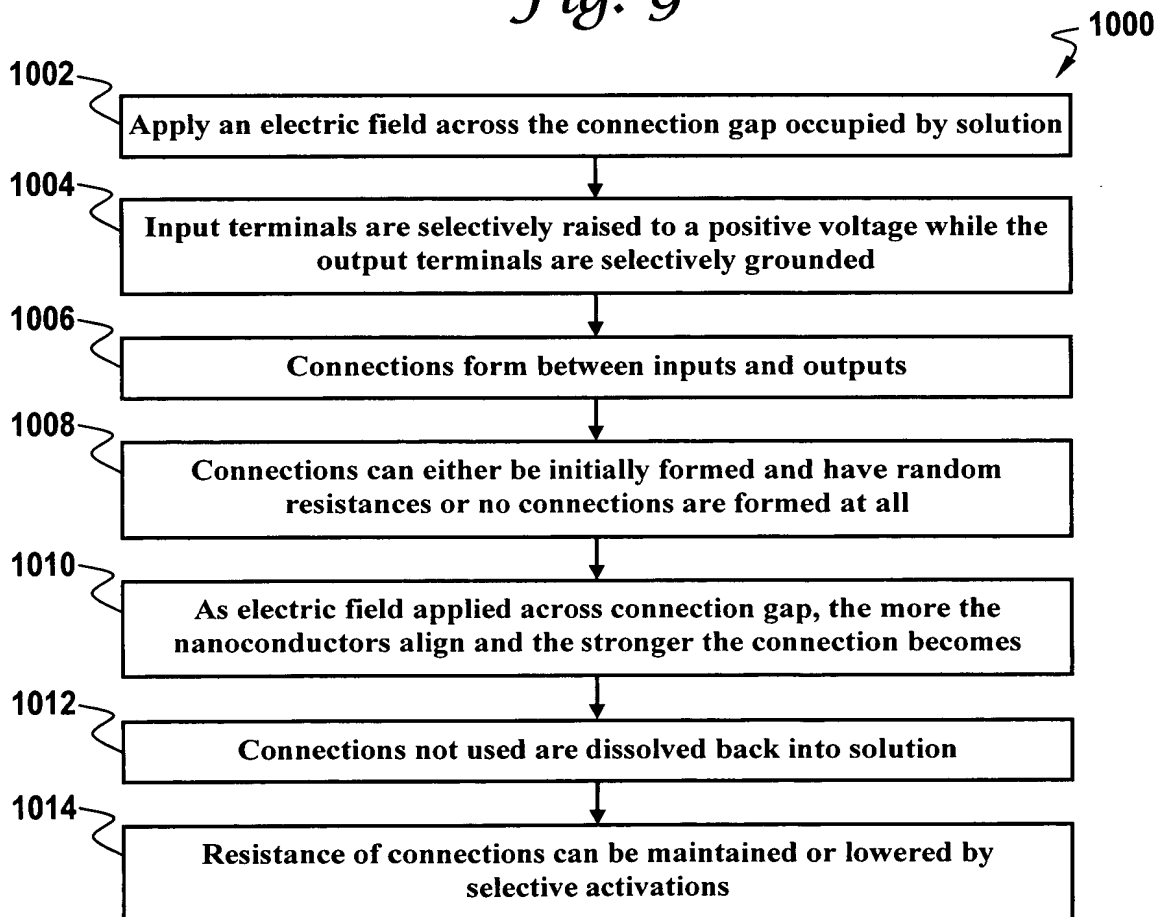 Fig. 9
1000
1002
Apply an electric field across the connection gap occupied by solution
1004
Input terminals are selectively raised to a positive voltage while the
output terminals are selectively grounded
1006
Connections form between inputs and outputs
1008
Connections can either be initially formed and have random
resistances or no connections are formed at all
1010
As electric field applied across connection gap, the more the
nanoconductors align and the stronger the connection becomes
1012
Connections not used are dissolved back into solution
1014
Resistance of connections can be maintained or lowered by
selective activations